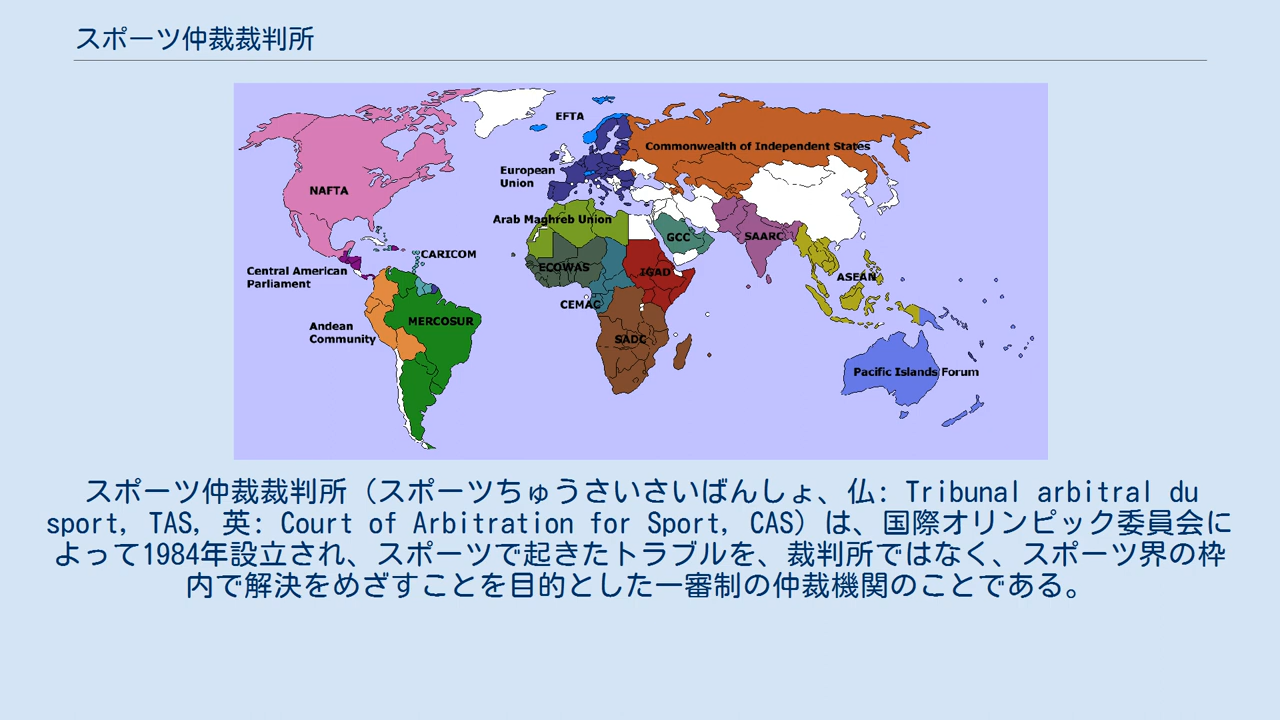 スポーツ仲裁裁判所
EFTA
Commonwealth of Independent States
European
Union
NAFTA
Arab Maghreb Union
GCC
SAARC
CARICOM
ECOWAS
IGAD
ASEAN
Central American
Parliament
CEMAC
MERCOSUR
Andean
Community
SADC
Pacific Islands Forum
スポーツ仲裁裁判所（スポーツちゅうさいさいばんしょ、仏: Tribunal arbitral du
sport, TAS, 英: Court of Arbitration for Sport, CAS）は、国際オリンピック委員会に
よって1984年設立され、スポーツで起きたトラブルを、裁判所ではなく、スポーツ界の枠
内で解決をめざすことを目的とした一審制の仲裁機関のことである。